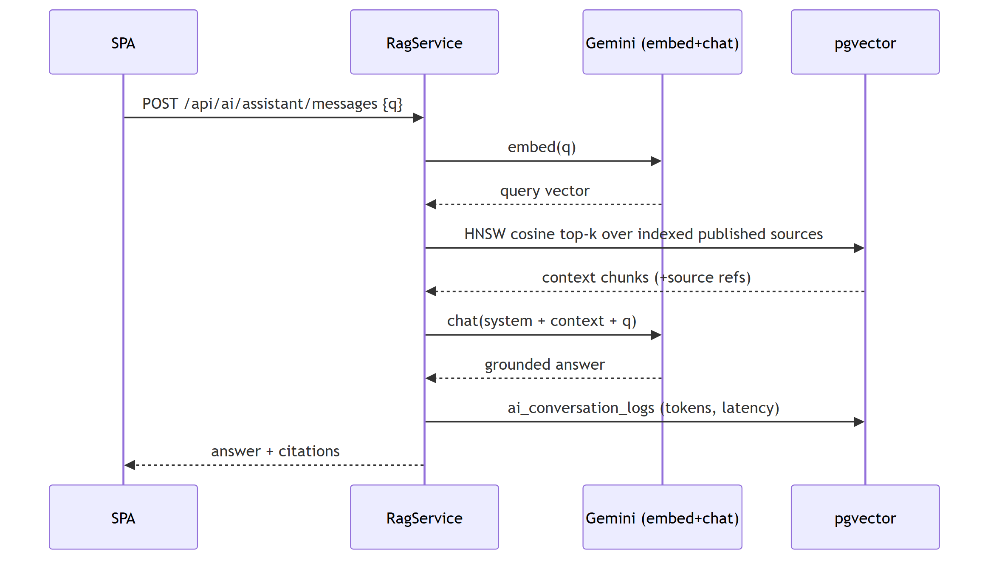 SPA
RagService
Gemini (embed+chat)
pgvector
POST /api/ai/assistant/messages {q}
embed(q)
query vector
HNSW cosine top-k over indexed published sources
context chunks (+source refs)
chat(system + context + q)
grounded answer
ai_conversation_logs (tokens, latency)
answer + citations
SPA
RagService
Gemini (embed+chat)
pgvector